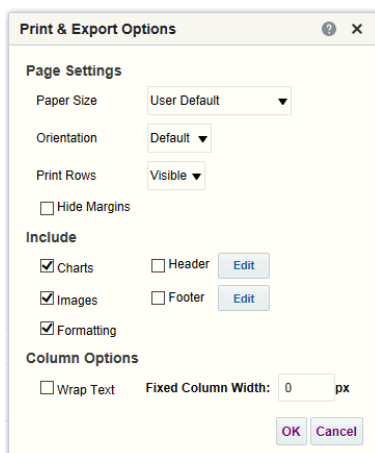 Print & Export Options
Page Settings
Paper Size User Default
Orientation Default
Print Rows Visible
Hide Margins
Include
Charts Header Edit
Images Footer Edit
Formatting
Column Options
Wrap Text Fixed Column Width: 0 px
OK Cancel